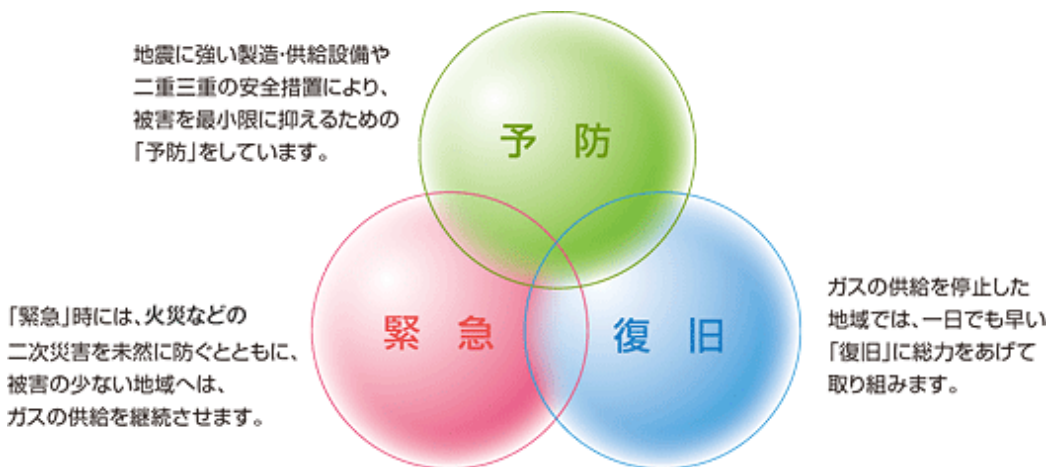 地震に強い製造・供給設備や
二重三重の安全措置により、
被害を最小限に抑えるための
「予防」をしています。
予 防
「緊急」時には、火災などの
二次災害を未然に防ぐとともに、
被害の少ない地域へは、
ガスの供給を継続させます。
緊 急
復 旧
ガスの供給を停止した
地域では、一日でも早い
「復旧」に総力をあげて
取り組みます。